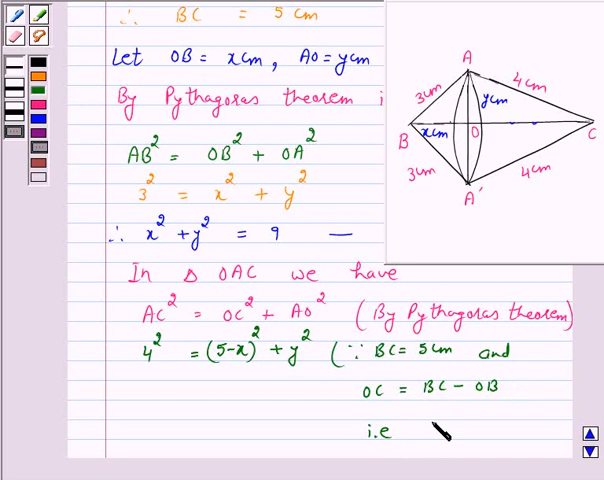 ∴ BC = 5 cm
Let OB = x cm, AO = y cm
By Pythagoras theorem i
AB² = OB² + OA²
3² = x² + y²
∴ x² + y² = 9 —
In Δ OAC we have
AC² = OC² + AO² (By Pythagoras theorem)
4² = (5-x)² + y² (∵ BC = 5 cm and
OC = BC - OB
i.e
A
3cm
4cm
y cm
B
x cm
O
C
3cm
4cm
A'